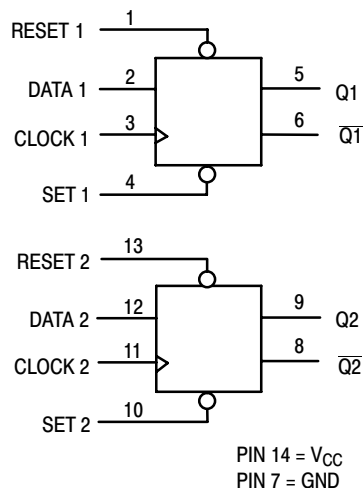 RESET 1 1
DATA 1 2 5 Q1
CLOCK 1 3 6 Q1̅
SET 1 4
RESET 2 13
DATA 2 12 9 Q2
CLOCK 2 11 8 Q2̅
SET 2 10
PIN 14 = VCC
PIN 7 = GND